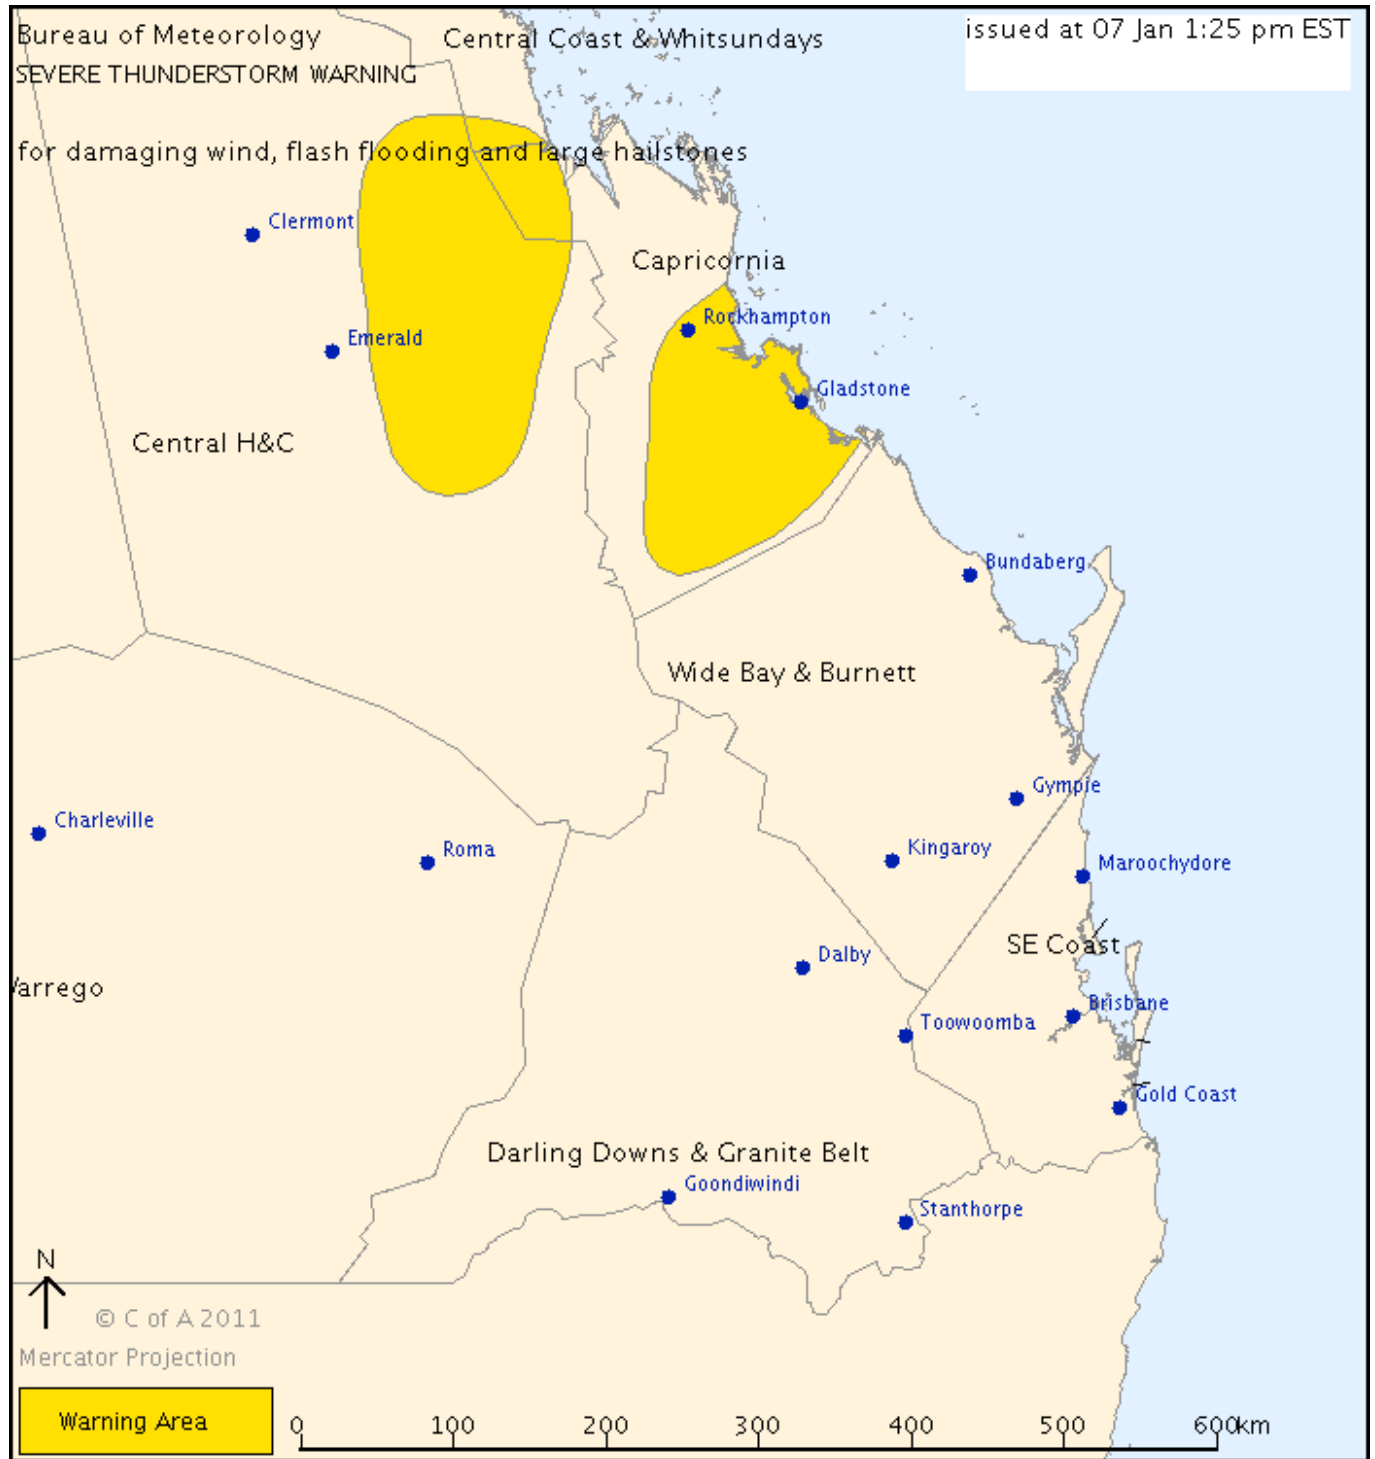 Bureau of Meteorology
Central Coast & Whitsundays
issued at 07 Jan 1:25 pm EST
SEVERE THUNDERSTORM WARNING
for damaging wind, flash flooding and large hailstones
Clermont
Capricornia
Rockhampton
Emerald
Gladstone
Central H&C
Bundaberg
Wide Bay & Burnett
Gympie
Charleville
Roma
Kingaroy
Maroochydore
SE Coast
Dalby
arrego
Brisbane
Toowoomba
Gold Coast
Darling Downs & Granite Belt
Goondiwindi
Stanthorpe
N
© C of A 2011
Mercator Projection
Warning Area
0 100 200 300 400 500 600km